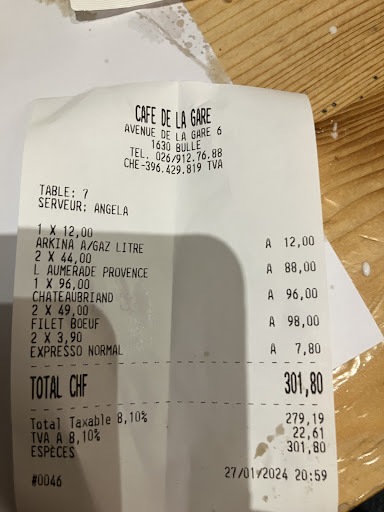 CAFE DE LA GARE
AVENUE DE LA GARE 6
1630 BULLE
TEL. 026/912.76.88
CHE-396.429.819 TVA
TABLE: 7
SERVEUR: ANGELA
1 X 12,00
ARKINA A/GAZ LITRE A 12,00
2 X 44,00
L AUMERADE PROVENCE A 88,00
1 X 96,00
CHATEAUBRIAND A 96,00
2 X 49,00
FILET BOEUF A 98,00
2 X 3,90
EXPRESSO NORMAL A 7,80
TOTAL CHF 301,80
Total Taxable 8,10% 279,19
TVA A 8,10% 22,61
ESPÈCES 301,80
#0046 27/01/2024 20:59